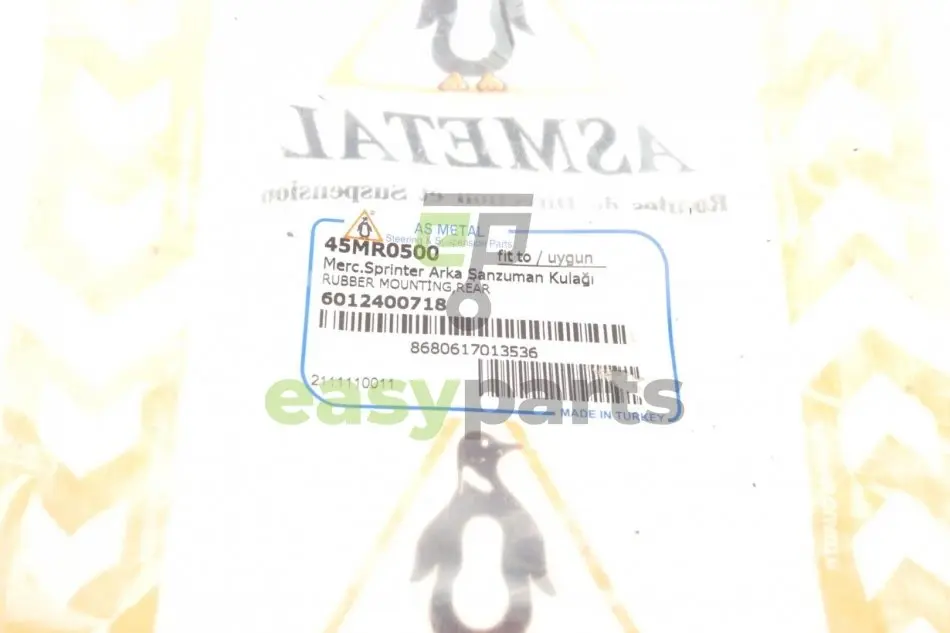 ASMETAL
Rotules de Direction et Suspension
AS METAL
Steering & Suspension Parts
45MR0500
fit to / uygun
Merc.Sprinter Arka Şanzuman Kulağı
RUBBER MOUNTING,REAR
6012400718
8680617013536
2111110011
easyparts
MADE IN TURKEY